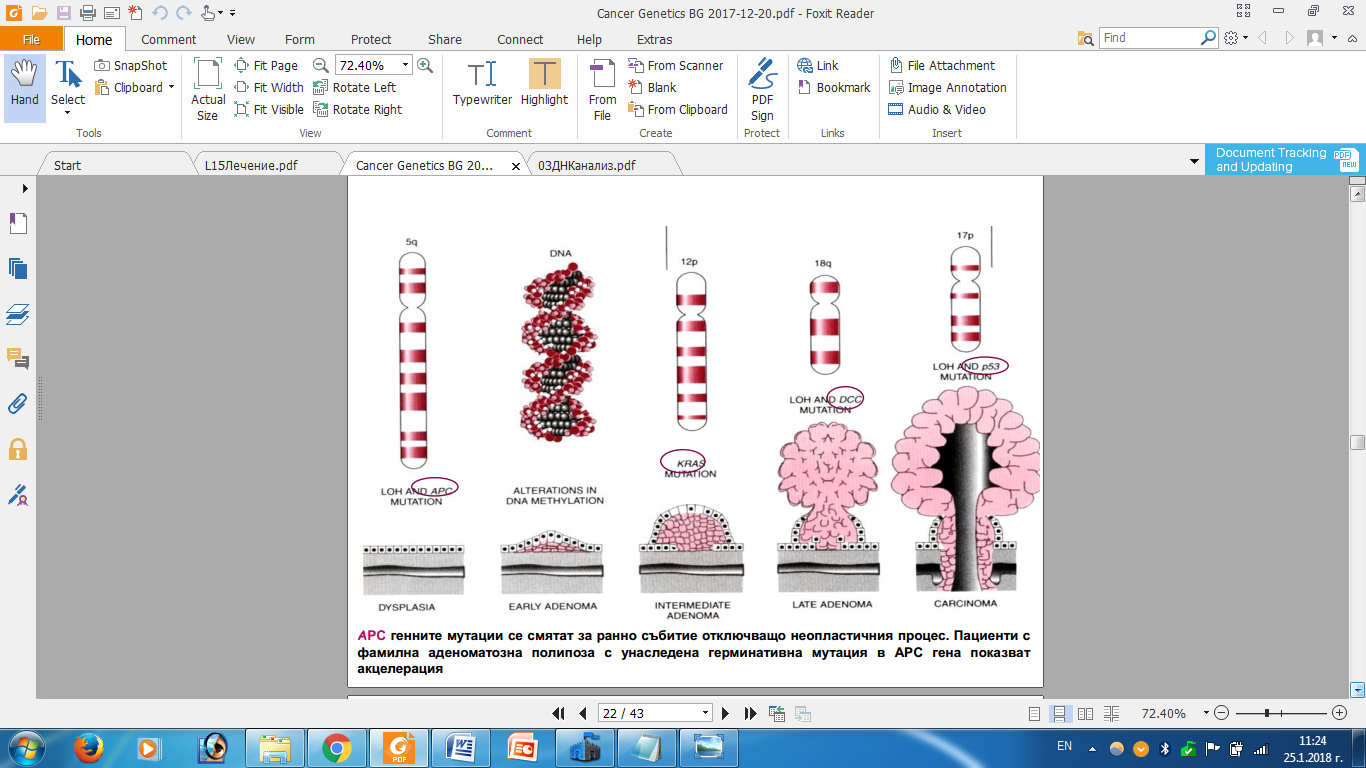 Cancer Genetics BG 2017-12-20.pdf - Foxit Reader
File Home Comment View Form Protect Share Connect Help Extras Find
Hand
Select
SnapShot
Clipboard
Tools
Actual Size
Fit Page
Fit Width
Fit Visible
72.40%
Rotate Left
Rotate Right
View
Typewriter
Highlight
Comment
From File
From Scanner
Blank
From Clipboard
Create
PDF Sign
Protect
Link
Bookmark
Links
File Attachment
Image Annotation
Audio & Video
Insert
Start
L15Лечение.pdf
Cancer Genetics BG 20...
03ДНКанализ.pdf
Document Tracking
and Updating
PDF
NEW
5q
LOH AND APC
MUTATION
DYSPLASIA
DNA
ALTERATIONS IN
DNA METHYLATION
EARLY ADENOMA
12p
KRAS
MUTATION
INTERMEDIATE
ADENOMA
18q
LOH AND DCC
MUTATION
LATE ADENOMA
17p
LOH AND p53
MUTATION
CARCINOMA
APC генните мутации се смятат за ранно събитие отключващо неопластичния процес. Пациенти с
фамилна аденоматозна полипоза с унаследена герминативна мутация в APC гена показват
акцелерация
22 / 43
72.40%
PDF
W
P
EN
11:24
25.1.2018 г.